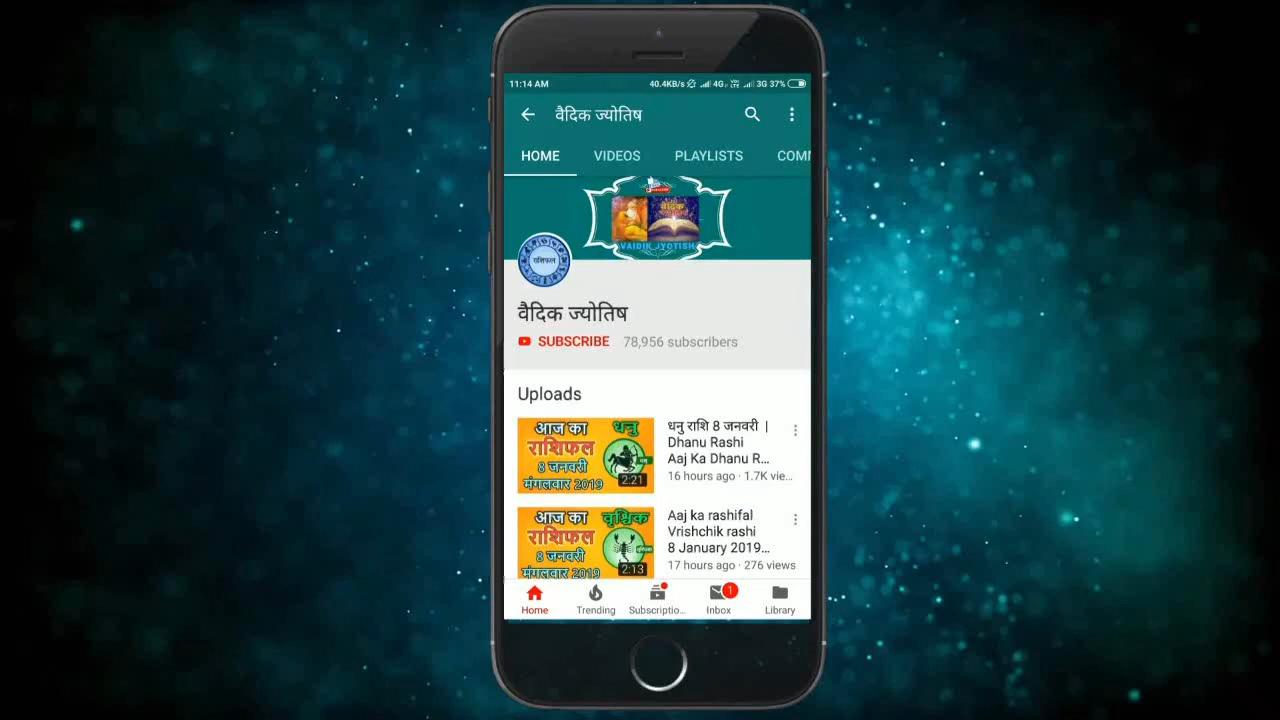 11:14 AM
40.4KB/s 4G VoLTE 3G 37%
वैदिक ज्योतिष
HOME VIDEOS PLAYLISTS COMM
वैदिक
VAIDIK JYOTISH
राशिफल
वैदिक ज्योतिष
SUBSCRIBE 78,956 subscribers
Uploads
आज का धनु
राशिफल
8 जनवरी
मंगलवार 2019
2:21
धनु राशि 8 जनवरी |
Dhanu Rashi
Aaj Ka Dhanu R...
16 hours ago · 1.7K vie...
आज का वृश्चिक
राशिफल
8 जनवरी
मंगलवार 2019
2:13
Aaj ka rashifal
Vrishchik rashi
8 January 2019...
17 hours ago · 276 views
1
Home Trending Subscriptio... Inbox Library